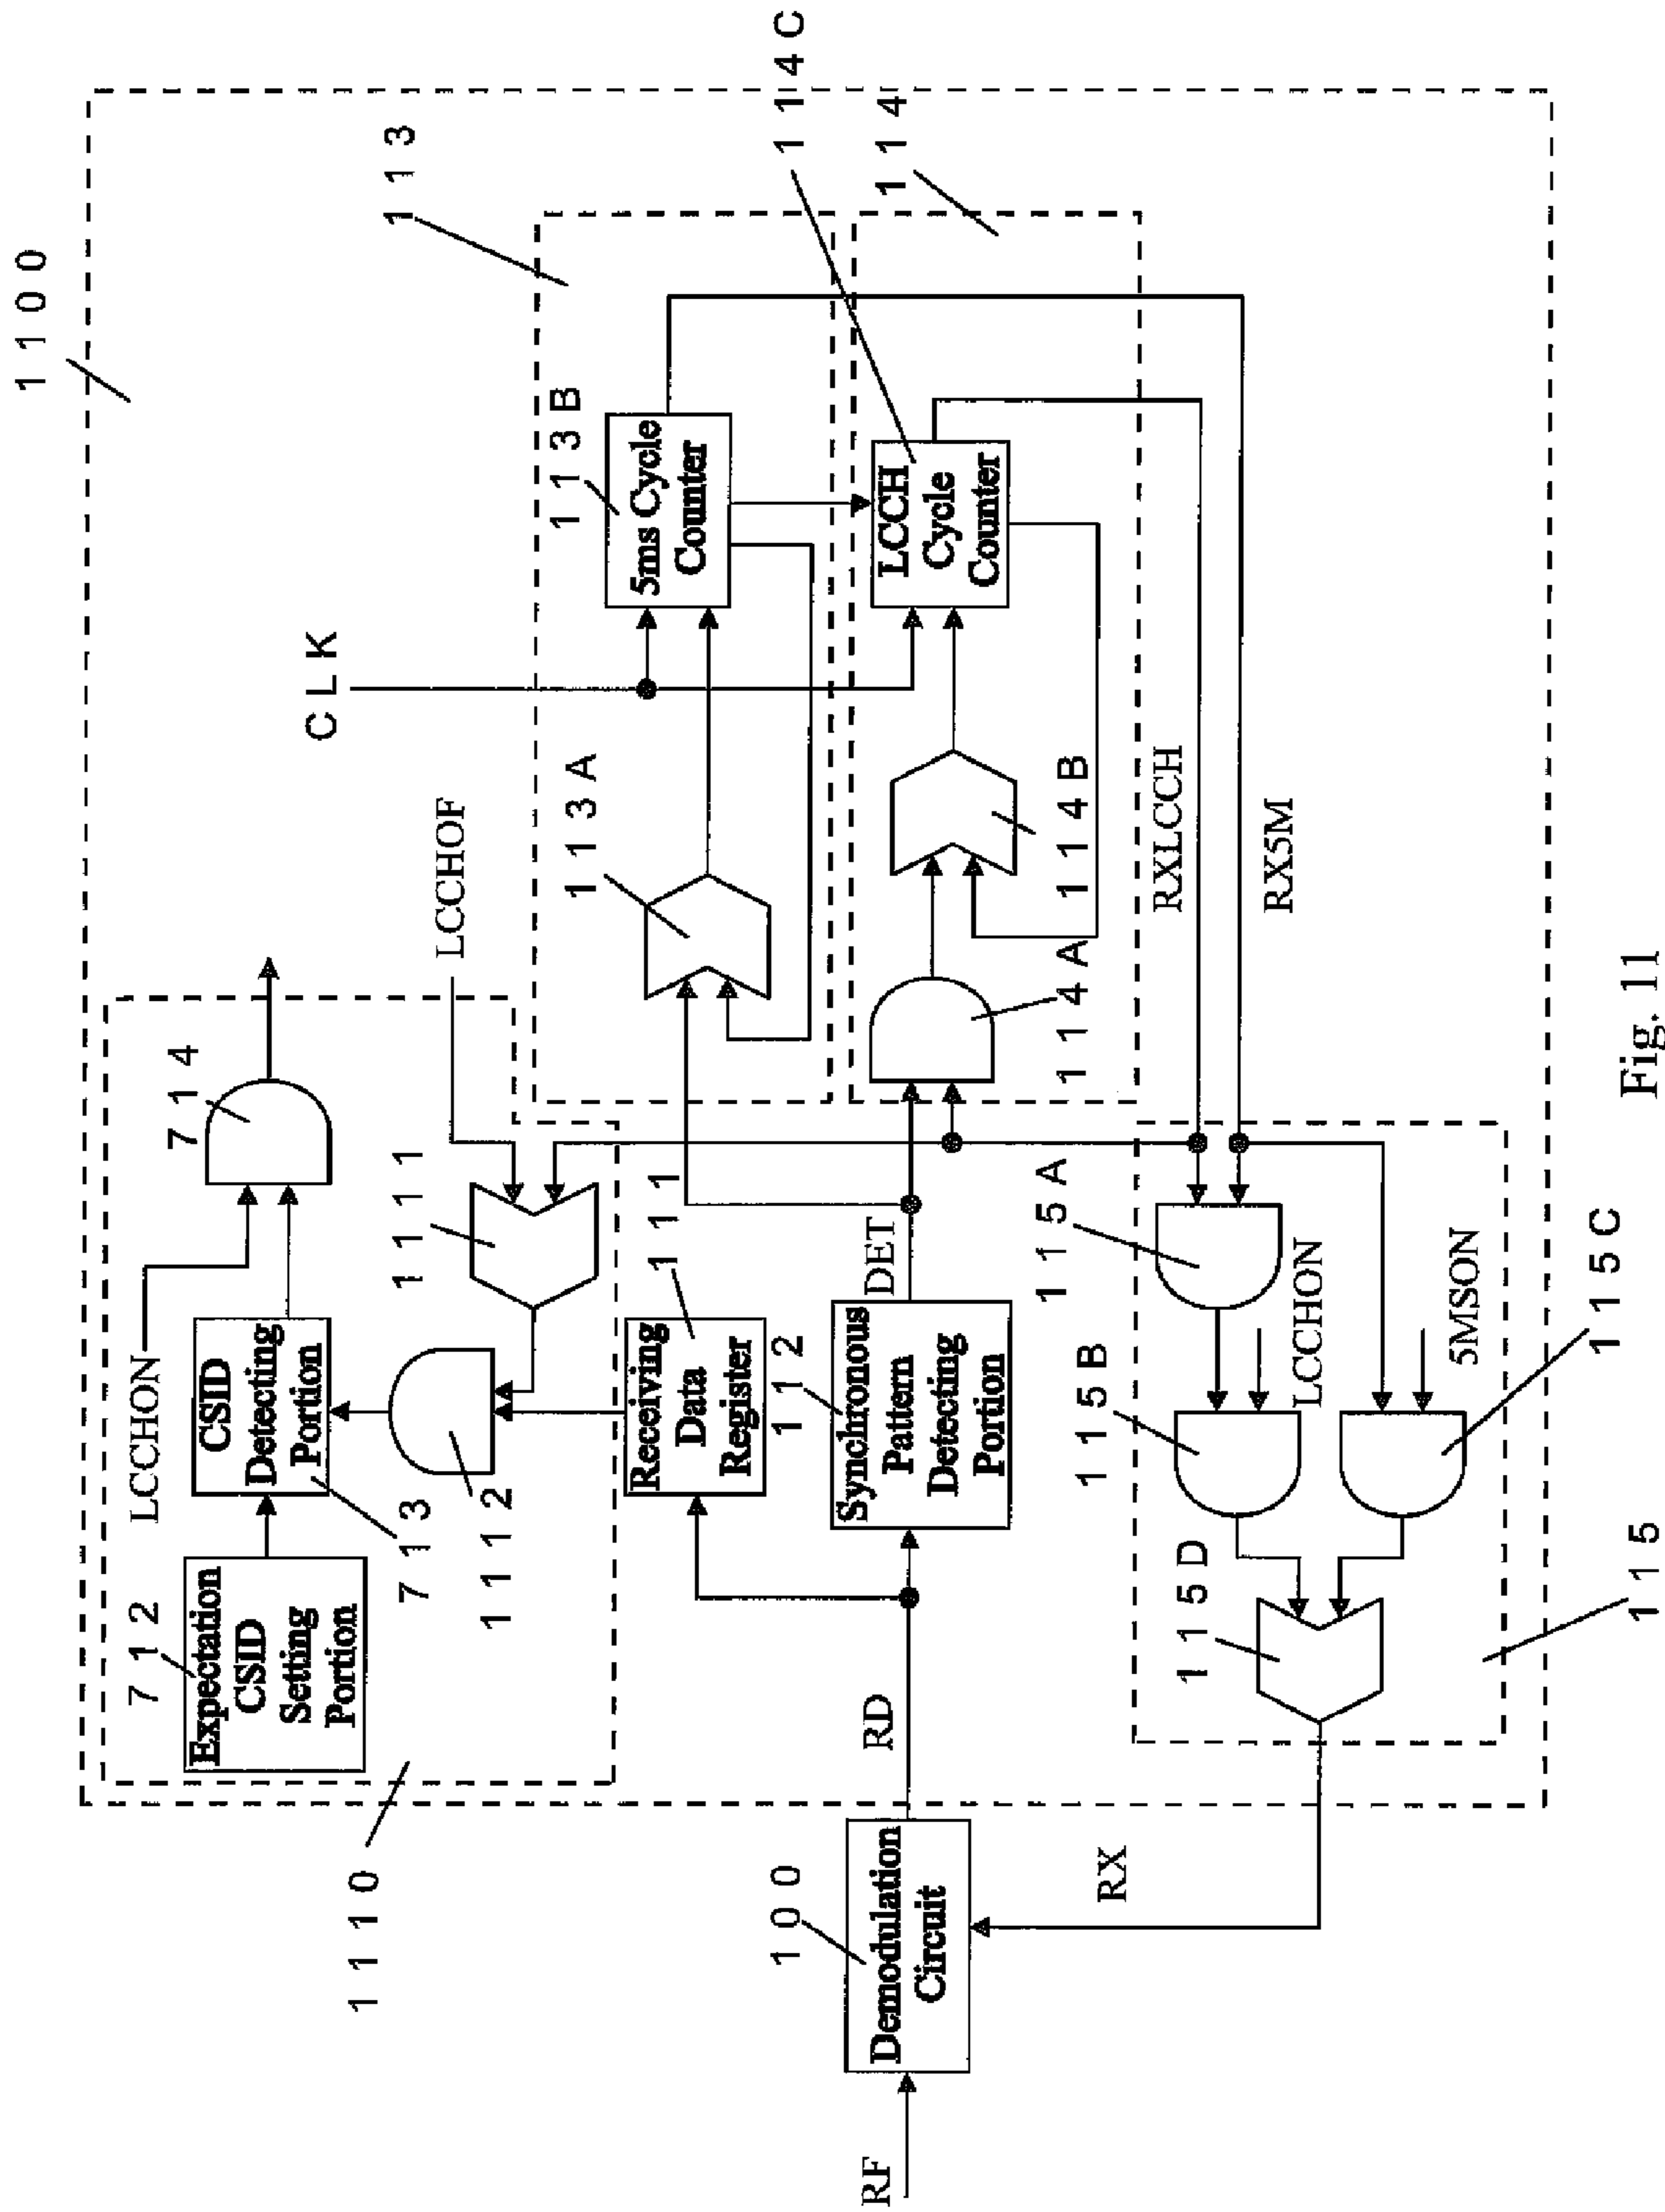 1100
1110
712
Expectation
CSID
Setting
Portion
LCCHON
CSID
Detecting
Portion
713
714
1112
1111
LCCHOF
CLK
113
113A
113B
5ms Cycle
Counter
Receiving
Data
Register
111
112
Synchronous
Pattern
Detecting
Portion
DET
RF
100
Demodulation
Circuit
RD
RX
114
114A
114B
114C
LCCH
Cycle
Counter
RXLCCH
RX5M
115
115A
115B
LCCHON
115C
5MSON
115D
Fig. 11